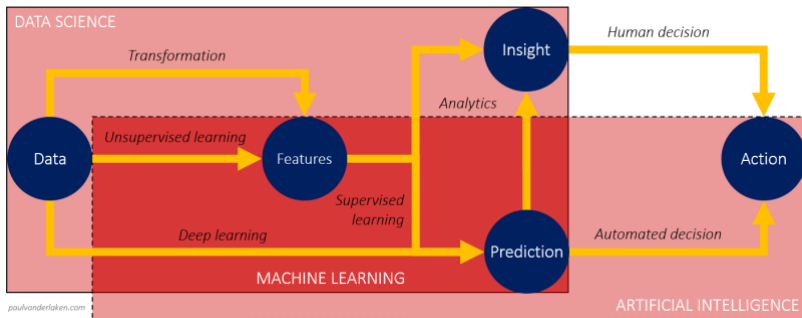 DATA SCIENCE
Transformation
Insight
Human decision
Analytics
Data
Unsupervised learning
Features
Action
Supervised
learning
Deep learning
Prediction
Automated decision
MACHINE LEARNING
paulvanderlaken.com
ARTIFICIAL INTELLIGENCE